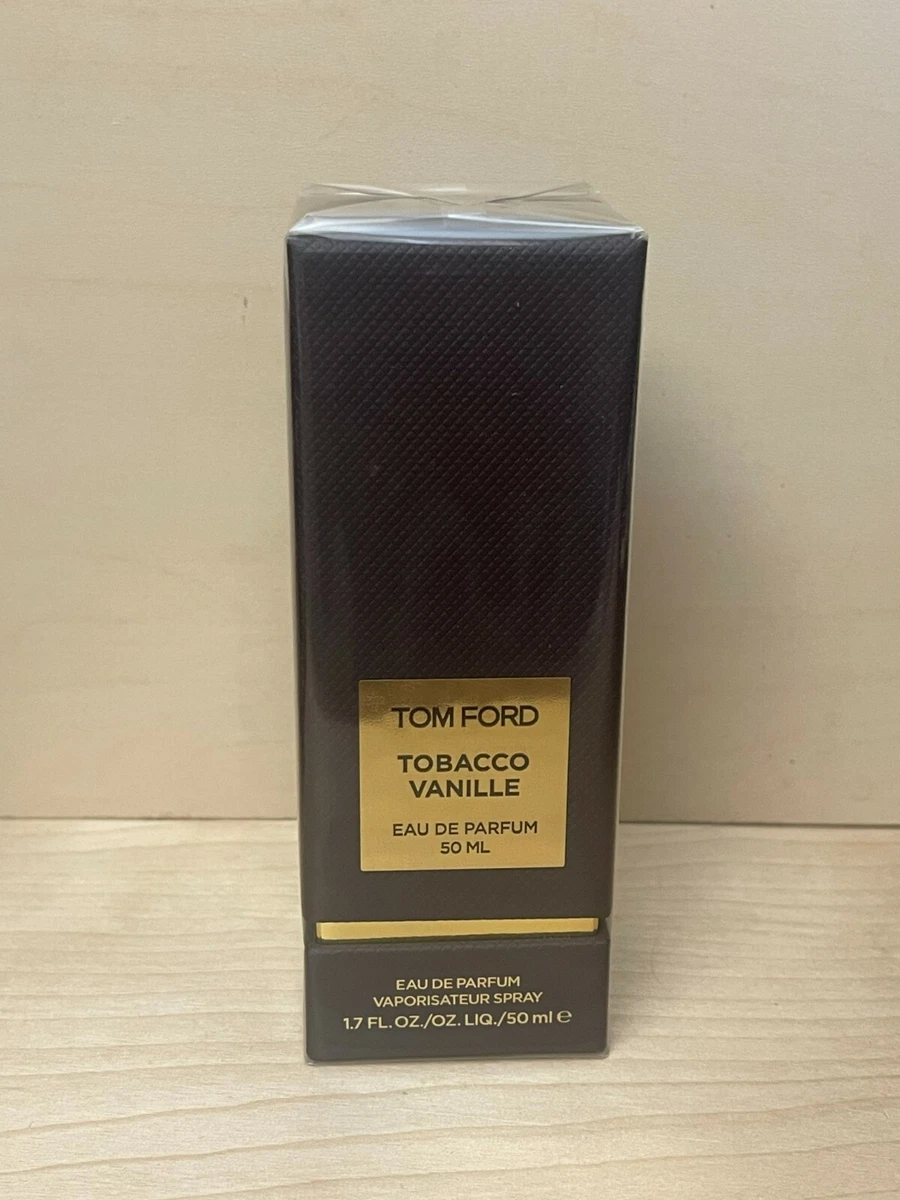 TOM FORD
TOBACCO
VANILLE
EAU DE PARFUM
50 ML
EAU DE PARFUM
VAPORISATEUR SPRAY
1.7 FL. OZ./OZ. LIQ./50 ml ℮